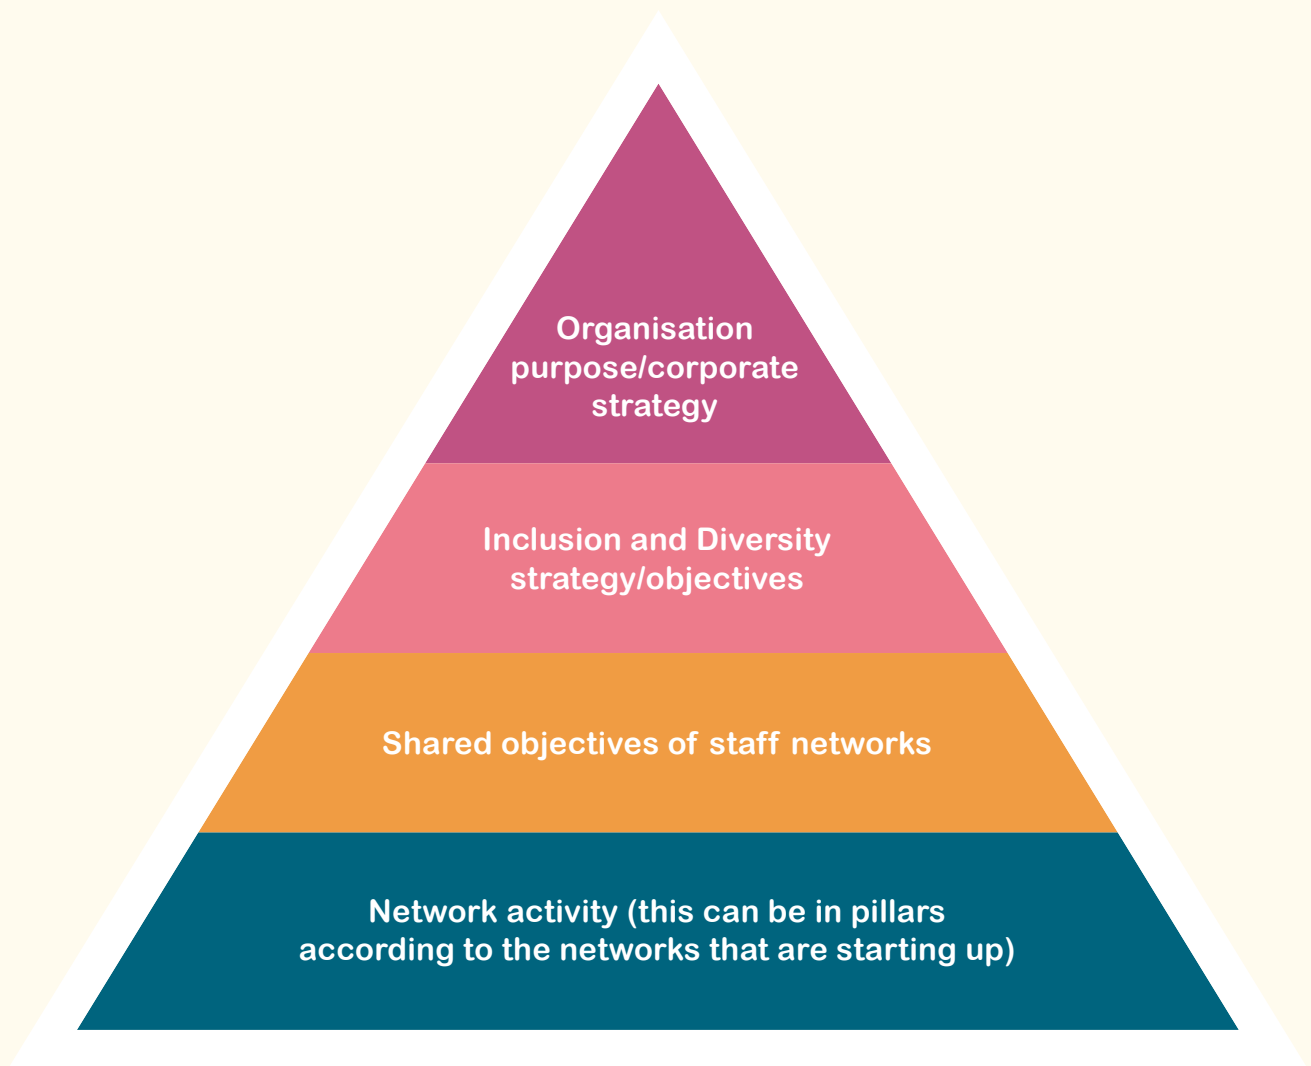 Organisation
purpose/corporate
strategy
Inclusion and Diversity
strategy/objectives
Shared objectives of staff networks
Network activity (this can be in pillars
according to the networks that are starting up)